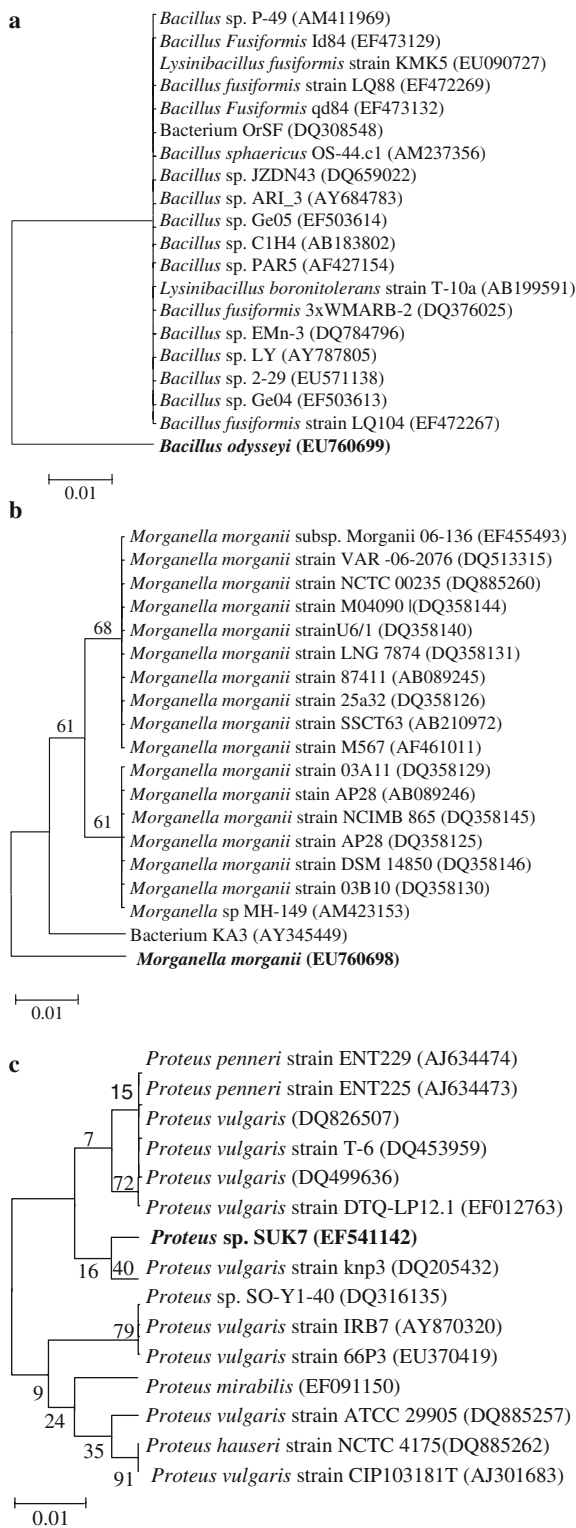 a
Bacillus sp. P-49 (AM411969)
Bacillus Fusiformis Id84 (EF473129)
Lysinibacillus fusiformis strain KMK5 (EU090727)
Bacillus fusiformis strain LQ88 (EF472269)
Bacillus Fusiformis qd84 (EF473132)
Bacterium OrSF (DQ308548)
Bacillus sphaericus OS-44.c1 (AM237356)
Bacillus sp. JZDN43 (DQ659022)
Bacillus sp. ARI_3 (AY684783)
Bacillus sp. Ge05 (EF503614)
Bacillus sp. C1H4 (AB183802)
Bacillus sp. PAR5 (AF427154)
Lysinibacillus boronitolerans strain T-10a (AB199591)
Bacillus fusiformis 3xWMARB-2 (DQ376025)
Bacillus sp. EMn-3 (DQ784796)
Bacillus sp. LY (AY787805)
Bacillus sp. 2-29 (EU571138)
Bacillus sp. Ge04 (EF503613)
Bacillus fusiformis strain LQ104 (EF472267)
Bacillus odysseyi (EU760699)
0.01
b
Morganella morganii subsp. Morganii 06-136 (EF455493)
Morganella morganii strain VAR -06-2076 (DQ513315)
Morganella morganii strain NCTC 00235 (DQ885260)
Morganella morganii strain M04090 |(DQ358144)
68
Morganella morganii strainU6/1 (DQ358140)
Morganella morganii strain LNG 7874 (DQ358131)
Morganella morganii strain 87411 (AB089245)
Morganella morganii strain 25a32 (DQ358126)
Morganella morganii strain SSCT63 (AB210972)
61
Morganella morganii strain M567 (AF461011)
Morganella morganii strain 03A11 (DQ358129)
Morganella morganii stain AP28 (AB089246)
Morganella morganii strain NCIMB 865 (DQ358145)
61
Morganella morganii strain AP28 (DQ358125)
Morganella morganii strain DSM 14850 (DQ358146)
Morganella morganii strain 03B10 (DQ358130)
Morganella sp MH-149 (AM423153)
Bacterium KA3 (AY345449)
Morganella morganii (EU760698)
0.01
c
Proteus penneri strain ENT229 (AJ634474)
15
Proteus penneri strain ENT225 (AJ634473)
Proteus vulgaris (DQ826507)
7
Proteus vulgaris strain T-6 (DQ453959)
72
Proteus vulgaris (DQ499636)
Proteus vulgaris strain DTQ-LP12.1 (EF012763)
Proteus sp. SUK7 (EF541142)
16
40
Proteus vulgaris strain knp3 (DQ205432)
Proteus sp. SO-Y1-40 (DQ316135)
79
Proteus vulgaris strain IRB7 (AY870320)
Proteus vulgaris strain 66P3 (EU370419)
9
Proteus mirabilis (EF091150)
24
Proteus vulgaris strain ATCC 29905 (DQ885257)
35
Proteus hauseri strain NCTC 4175(DQ885262)
91
Proteus vulgaris strain CIP103181T (AJ301683)
0.01